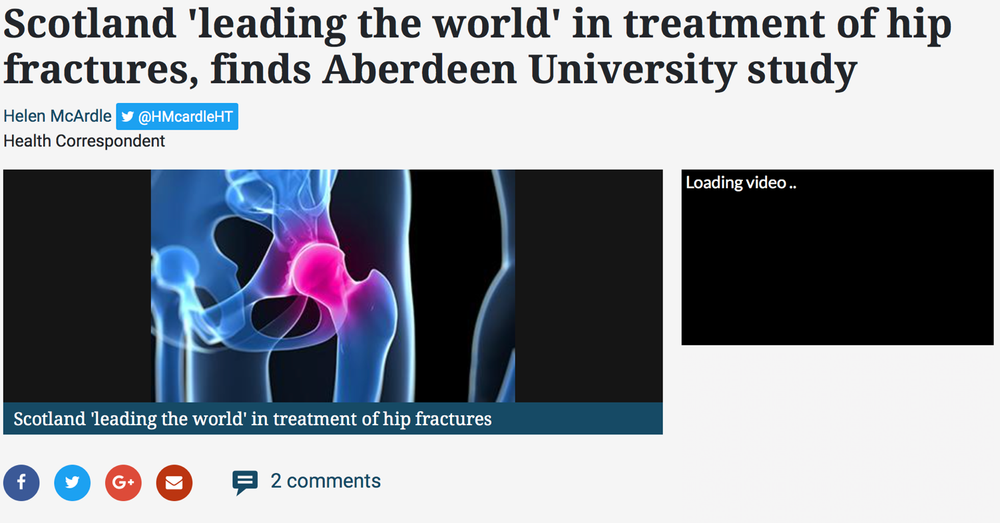 Scotland 'leading the world' in treatment of hip
fractures, finds Aberdeen University study
Helen McArdle @HMcardleHT
Health Correspondent
Loading video ..
Scotland 'leading the world' in treatment of hip fractures
f G+ 2 comments